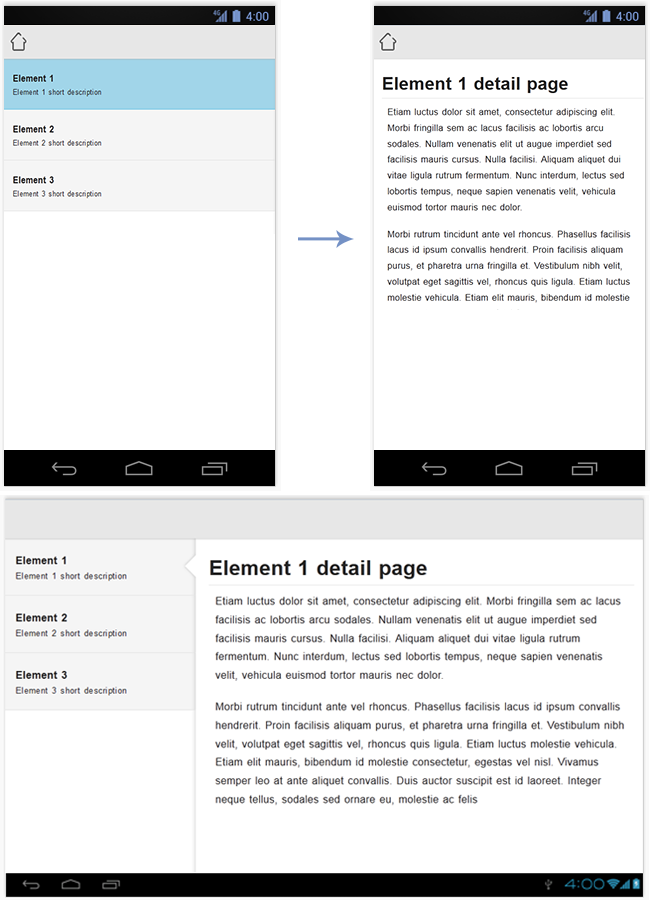 4G 4:00
Element 1
Element 1 short description
Element 2
Element 2 short description
Element 3
Element 3 short description
4G 4:00
Element 1 detail page
Etiam luctus dolor sit amet, consectetur adipiscing elit.
Morbi fringilla sem ac lacus facilisis ac lobortis arcu
sodales. Nullam venenatis elit ut augue imperdiet sed
facilisis mauris cursus. Nulla facilisi. Aliquam aliquet dui
vitae ligula rutrum fermentum. Nunc interdum, lectus sed
lobortis tempus, neque sapien venenatis velit, vehicula
euismod tortor mauris nec dolor.
Morbi rutrum tincidunt ante vel rhoncus. Phasellus facilisis
lacus id ipsum convallis hendrerit. Proin facilisis aliquam
purus, et pharetra urna fringilla et. Vestibulum nibh velit,
volutpat eget sagittis vel, rhoncus quis ligula. Etiam luctus
molestie vehicula. Etiam elit mauris, bibendum id molestie
Element 1
Element 1 short description
Element 2
Element 2 short description
Element 3
Element 3 short description
Element 1 detail page
Etiam luctus dolor sit amet, consectetur adipiscing elit. Morbi fringilla sem ac lacus
facilisis ac lobortis arcu sodales. Nullam venenatis elit ut augue imperdiet sed
facilisis mauris cursus. Nulla facilisi. Aliquam aliquet dui vitae ligula rutrum
fermentum. Nunc interdum, lectus sed lobortis tempus, neque sapien venenatis
velit, vehicula euismod tortor mauris nec dolor.
Morbi rutrum tincidunt ante vel rhoncus. Phasellus facilisis lacus id ipsum convallis
hendrerit. Proin facilisis aliquam purus, et pharetra urna fringilla et. Vestibulum nibh
velit, volutpat eget sagittis vel, rhoncus quis ligula. Etiam luctus molestie vehicula.
Etiam elit mauris, bibendum id molestie consectetur, egestas vel nisl. Vivamus
semper leo at ante aliquet convallis. Duis auctor suscipit est id laoreet. Integer
neque tellus, sodales sed ornare eu, molestie ac felis
4:00